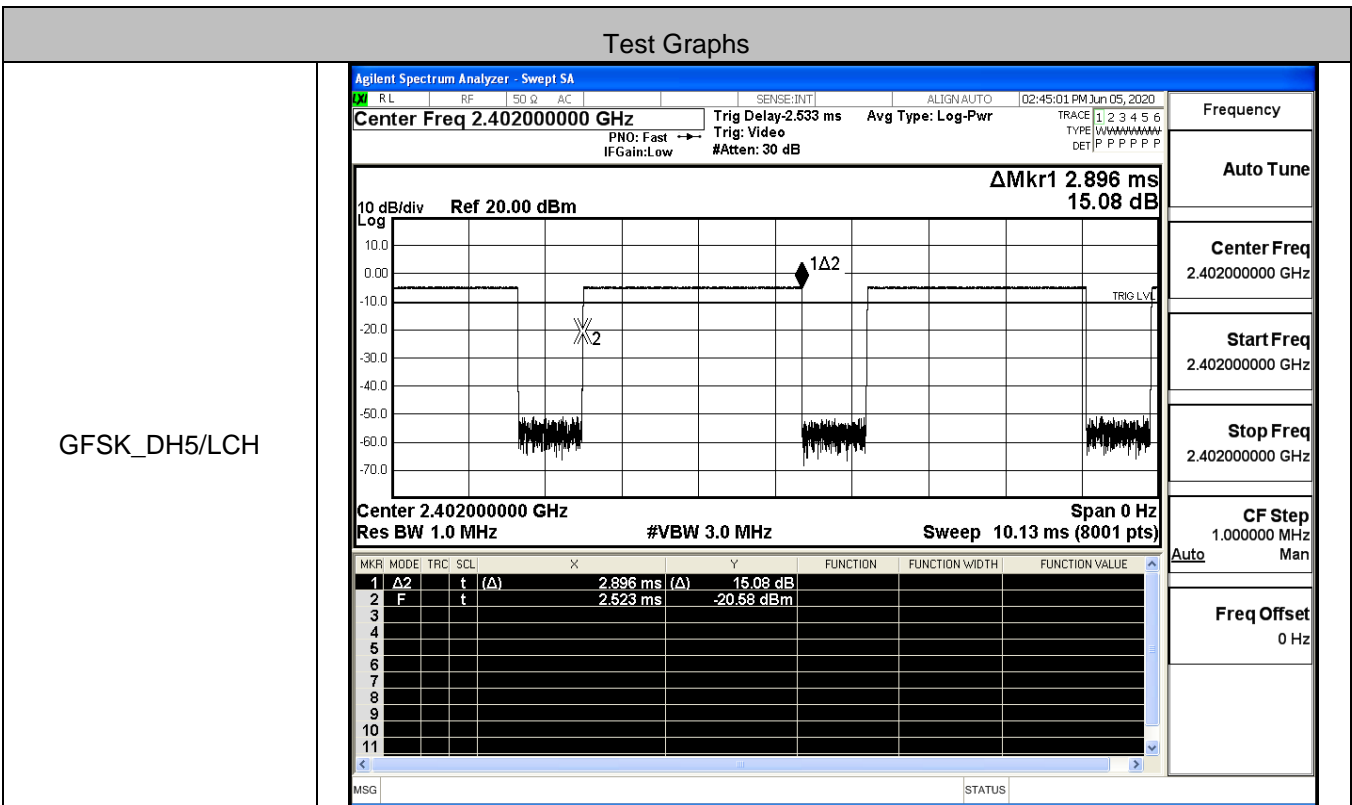 Test Graphs
GFSK_DH5/LCH
Agilent Spectrum Analyzer - Swept SA
LXI RL RF 50 Ω AC SENSE:INT ALIGN AUTO 02:45:01 PM Jun 05, 2020
Center Freq 2.402000000 GHz
PNO: Fast
IFGain:Low
Trig Delay-2.533 ms
Trig: Video
#Atten: 30 dB
Avg Type: Log-Pwr
TRACE 1 2 3 4 5 6
TYPE WWWWWW
DET P P P P P P
ΔMkr1 2.896 ms
15.08 dB
10 dB/div Ref 20.00 dBm
Log
10.0
0.00
-10.0
-20.0
-30.0
-40.0
-50.0
-60.0
-70.0
1Δ2
TRIG LVL
2
Center 2.402000000 GHz Span 0 Hz
Res BW 1.0 MHz #VBW 3.0 MHz Sweep 10.13 ms (8001 pts)
MKR MODE TRC SCL X Y FUNCTION FUNCTION WIDTH FUNCTION VALUE
1 Δ2 t (Δ) 2.896 ms (Δ) 15.08 dB
2 F t 2.523 ms -20.58 dBm
3
4
5
6
7
8
9
10
11
MSG STATUS
Frequency
Auto Tune
Center Freq
2.402000000 GHz
Start Freq
2.402000000 GHz
Stop Freq
2.402000000 GHz
CF Step
1.000000 MHz
Auto Man
Freq Offset
0 Hz